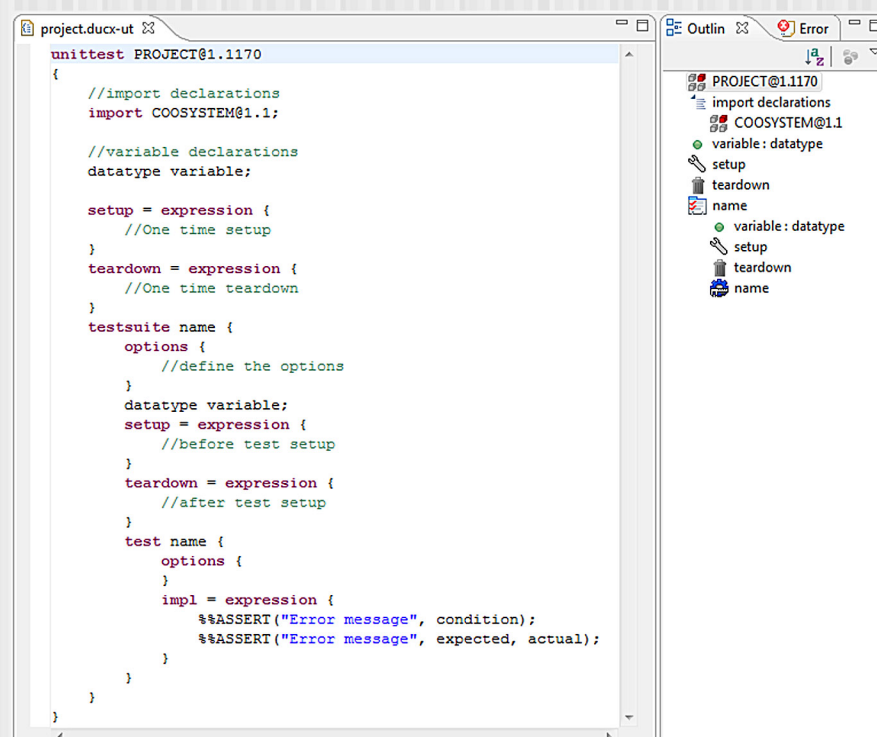 project.ducx-ut
unittest PROJECT@1.1170
{
    //import declarations
    import COOSYSTEM@1.1;

    //variable declarations
    datatype variable;

    setup = expression {
        //One time setup
    }
    teardown = expression {
        //One time teardown
    }
    testsuite name {
        options {
            //define the options
        }
        datatype variable;
        setup = expression {
            //before test setup
        }
        teardown = expression {
            //after test setup
        }
        test name {
            options {
            }
            impl = expression {
                %%ASSERT("Error message", condition);
                %%ASSERT("Error message", expected, actual);
            }
        }
    }
}
Outlin
Error
PROJECT@1.1170
import declarations
COOSYSTEM@1.1
variable : datatype
setup
teardown
name
variable : datatype
setup
teardown
name